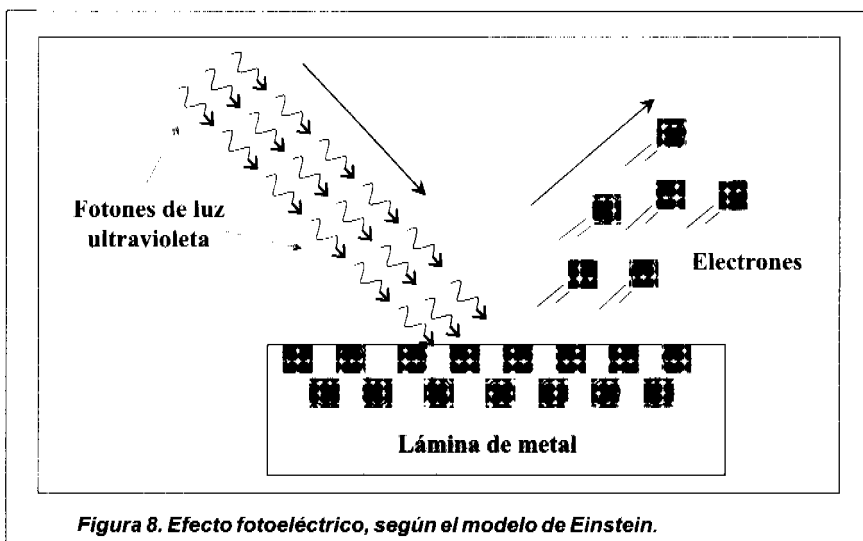 Fotones de luz
ultravioleta
Electrones
Lámina de metal
Figura 8. Efecto fotoeléctrico, según el modelo de Einstein.